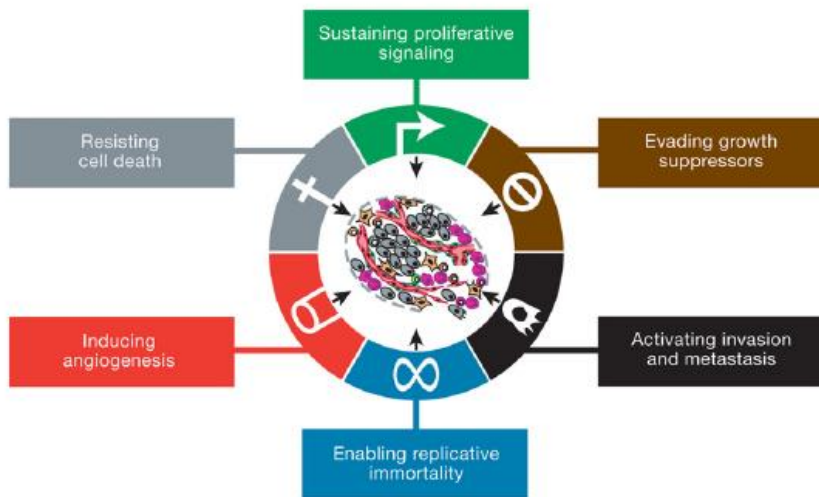 Sustaining proliferative
signaling
Resisting
cell death
Evading growth
suppressors
Inducing
angiogenesis
Activating invasion
and metastasis
Enabling replicative
immortality